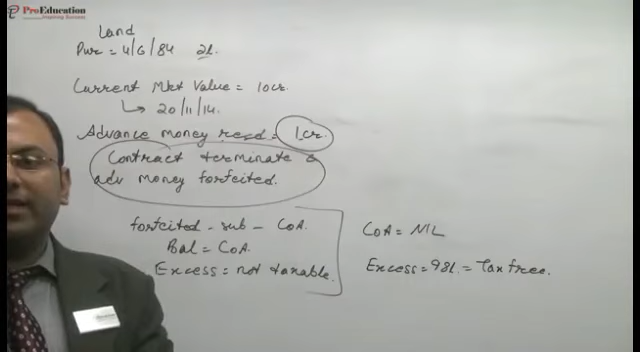 ProEducation
Inspiring Success
Land
Pur = 4/6/84 2l.
Current Mkt Value = 10cr.
↳ 20/11/14.
Advance money recd = 1cr.
Contract terminate &
adv money forfeited.
forfeited - sub - COA.
Bal = COA.
Excess = not taxable.
COA = NIL
Excess = 98l. = Tax free.